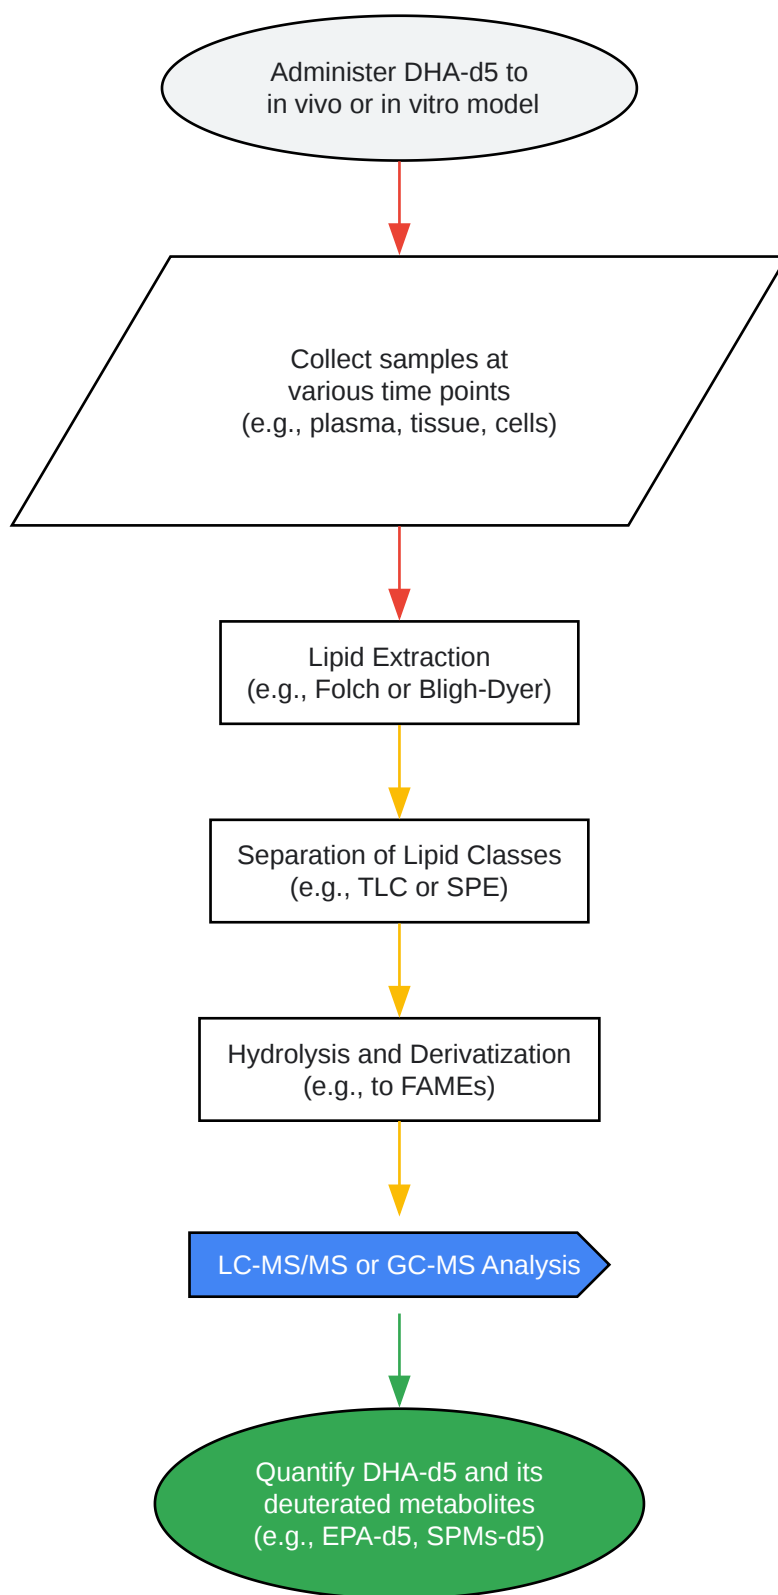 Administer DHA-d5 to
in vivo or in vitro model
Collect samples at
various time points
(e.g., plasma, tissue, cells)
Lipid Extraction
(e.g., Folch or Bligh-Dyer)
Separation of Lipid Classes
(e.g., TLC or SPE)
Hydrolysis and Derivatization
(e.g., to FAMEs)
LC-MS/MS or GC-MS Analysis
Quantify DHA-d5 and its
deuterated metabolites
(e.g., EPA-d5, SPMs-d5)